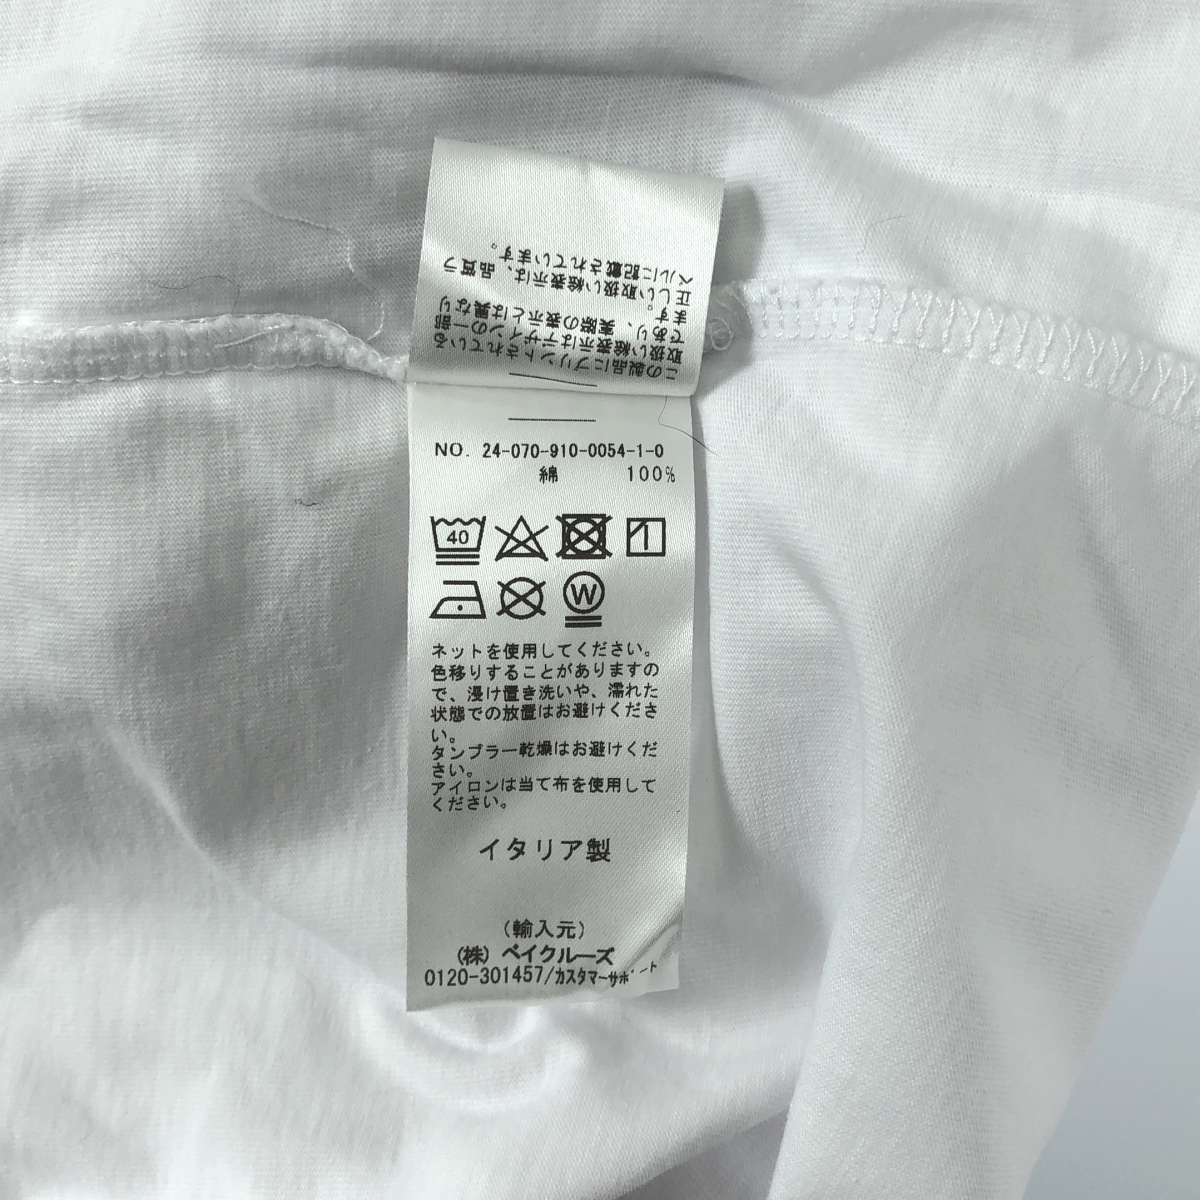 この製品にプリントされている
取扱い絵表示はデザインの一部
であり、実際の表示とは異なり
ます。
正しい取扱い絵表示は、品質ラ
ベルに記載されています。
NO. 24-070-910-0054-1-0
綿 100%
40
W
ネットを使用してください。
色移りすることがありますの
で、浸け置き洗いや、濡れた
状態での放置はお避けくださ
い。
タンブラー乾燥はお避けくだ
さい。
アイロンは当て布を使用して
ください。
イタリア製
(輸入元)
(株) ベイクルーズ
0120-301457/カスタマーサポート